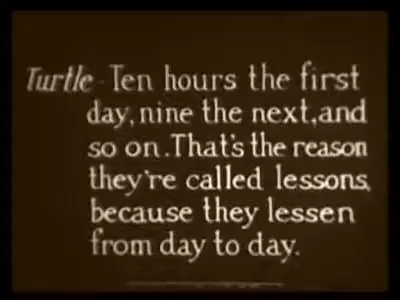 Turtle - Ten hours the first
day, nine the next, and
so on. That's the reason
they're called lessons,
because they lessen
from day to day.